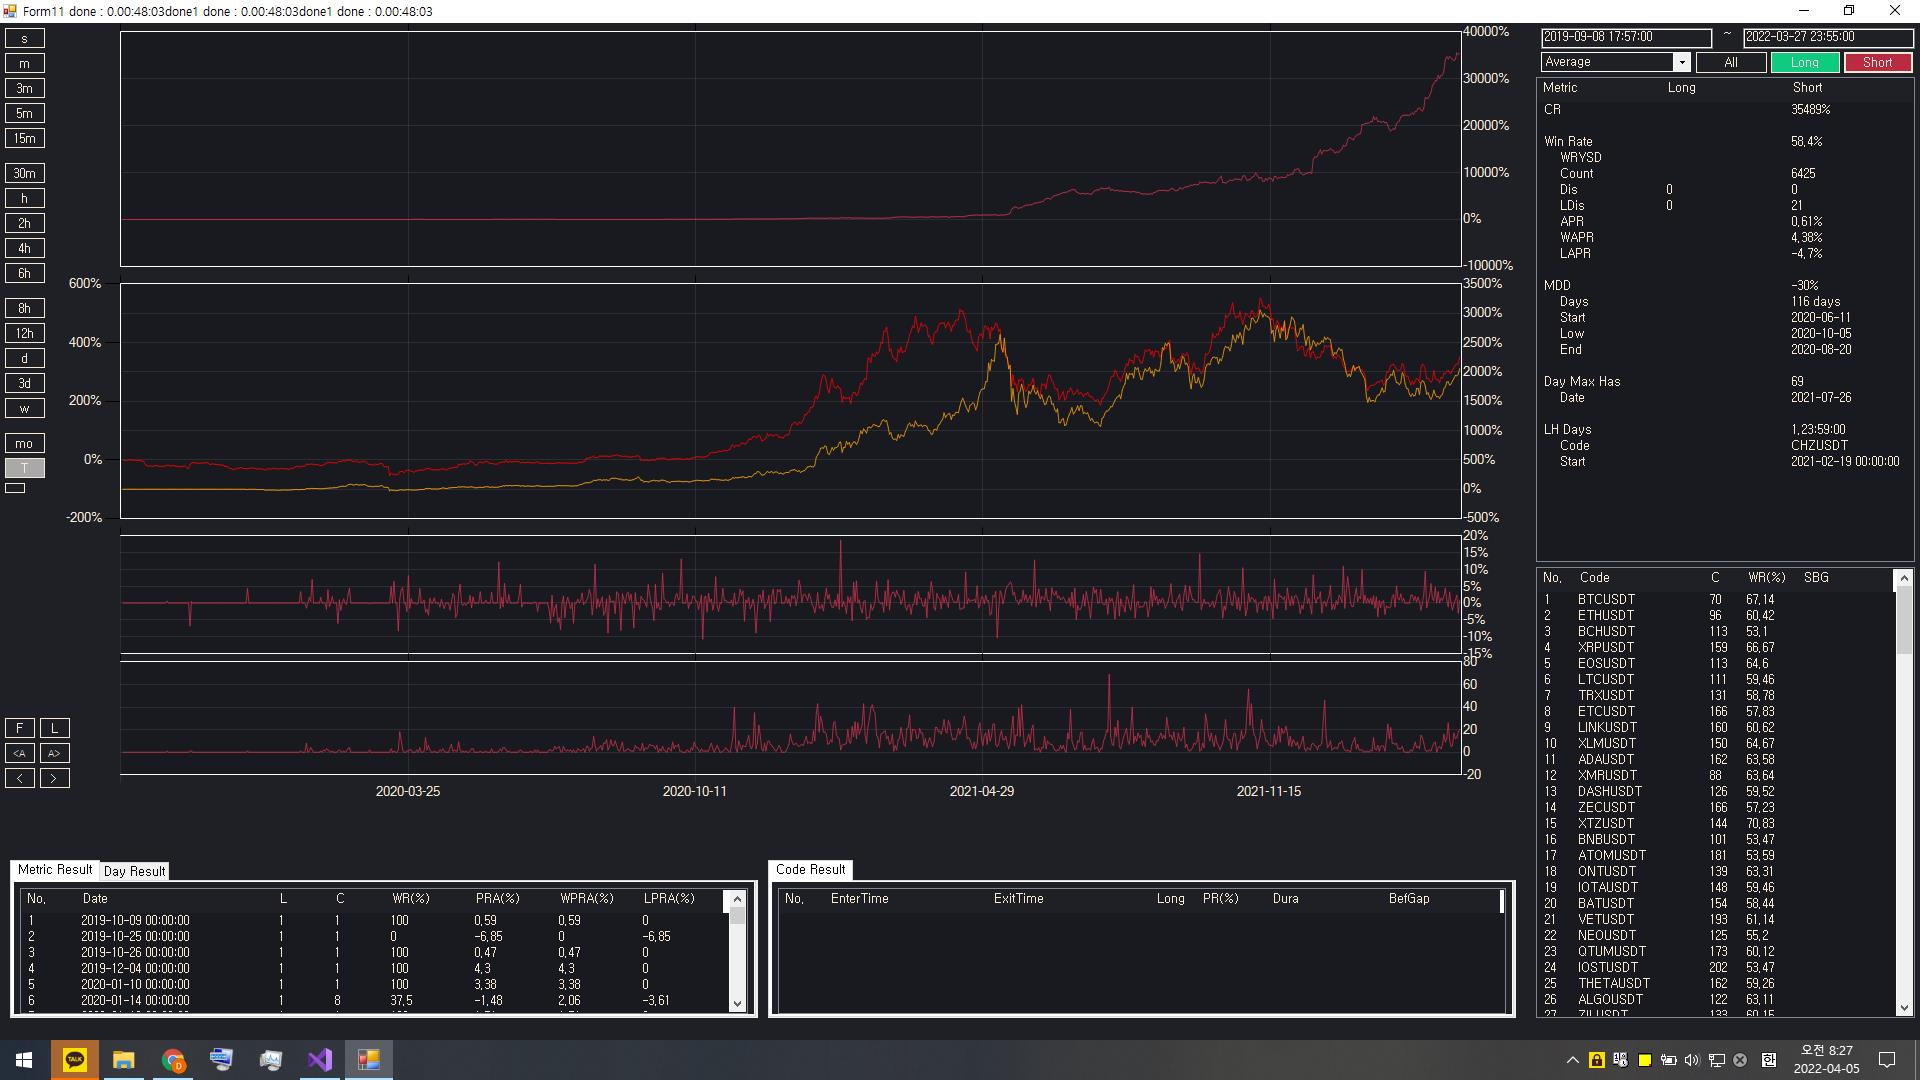 Form11 done : 0.00:48:03done1 done : 0.00:48:03done1 done : 0.00:48:03
s
m
3m
5m
15m
30m
h
2h
4h
6h
8h
12h
d
3d
w
mo
T
F L
<A A>
< >
40000%
30000%
20000%
10000%
0%
-10000%
600%
400%
200%
0%
-200%
3500%
3000%
2500%
2000%
1500%
1000%
500%
0%
-500%
20%
15%
10%
5%
0%
-5%
-10%
-15%
80
60
40
20
0
-20
2020-03-25 2020-10-11 2021-04-29 2021-11-15
2019-09-08 17:57:00 ~ 2022-03-27 23:55:00
Average All Long Short
Metric Long Short
CR 35489%
Win Rate 58,4%
WRYSD
Count 6425
Dis 0 0
LDis 0 21
APR 0,61%
WAPR 4,38%
LAPR -4,7%
MDD -30%
Days 116 days
Start 2020-06-11
Low 2020-10-05
End 2020-08-20
Day Max Has 69
Date 2021-07-26
LH Days 1,23:59:00
Code CHZUSDT
Start 2021-02-19 00:00:00
No, Code C WR(%) SBG
1 BTCUSDT 70 67,14
2 ETHUSDT 96 60,42
3 BCHUSDT 113 53,1
4 XRPUSDT 159 66,67
5 EOSUSDT 113 64,6
6 LTCUSDT 111 59,46
7 TRXUSDT 131 58,78
8 ETCUSDT 166 57,83
9 LINKUSDT 160 60,62
10 XLMUSDT 150 64,67
11 ADAUSDT 162 63,58
12 XMRUSDT 88 63,64
13 DASHUSDT 126 59,52
14 ZECUSDT 166 57,23
15 XTZUSDT 144 70,83
16 BNBUSDT 101 53,47
17 ATOMUSDT 181 53,59
18 ONTUSDT 139 63,31
19 IOTAUSDT 148 59,46
20 BATUSDT 154 58,44
21 VETUSDT 193 61,14
22 NEOUSDT 125 55,2
23 QTUMUSDT 173 60,12
24 IOSTUSDT 202 53,47
25 THETAUSDT 162 59,26
26 ALGOUSDT 122 63,11
27 ZILUSDT 133 60,15
Metric Result Day Result
No, Date L C WR(%) PRA(%) WPRA(%) LPRA(%)
1 2019-10-09 00:00:00 1 1 100 0,59 0,59 0
2 2019-10-25 00:00:00 1 1 0 -6,85 0 -6,85
3 2019-10-26 00:00:00 1 1 100 0,47 0,47 0
4 2019-12-04 00:00:00 1 1 100 4,3 4,3 0
5 2020-01-10 00:00:00 1 1 100 3,38 3,38 0
6 2020-01-14 00:00:00 1 8 37,5 -1,48 2,06 -3,61
Code Result
No, EnterTime ExitTime Long PR(%) Dura BefGap
TALK
오전 8:27
2022-04-05